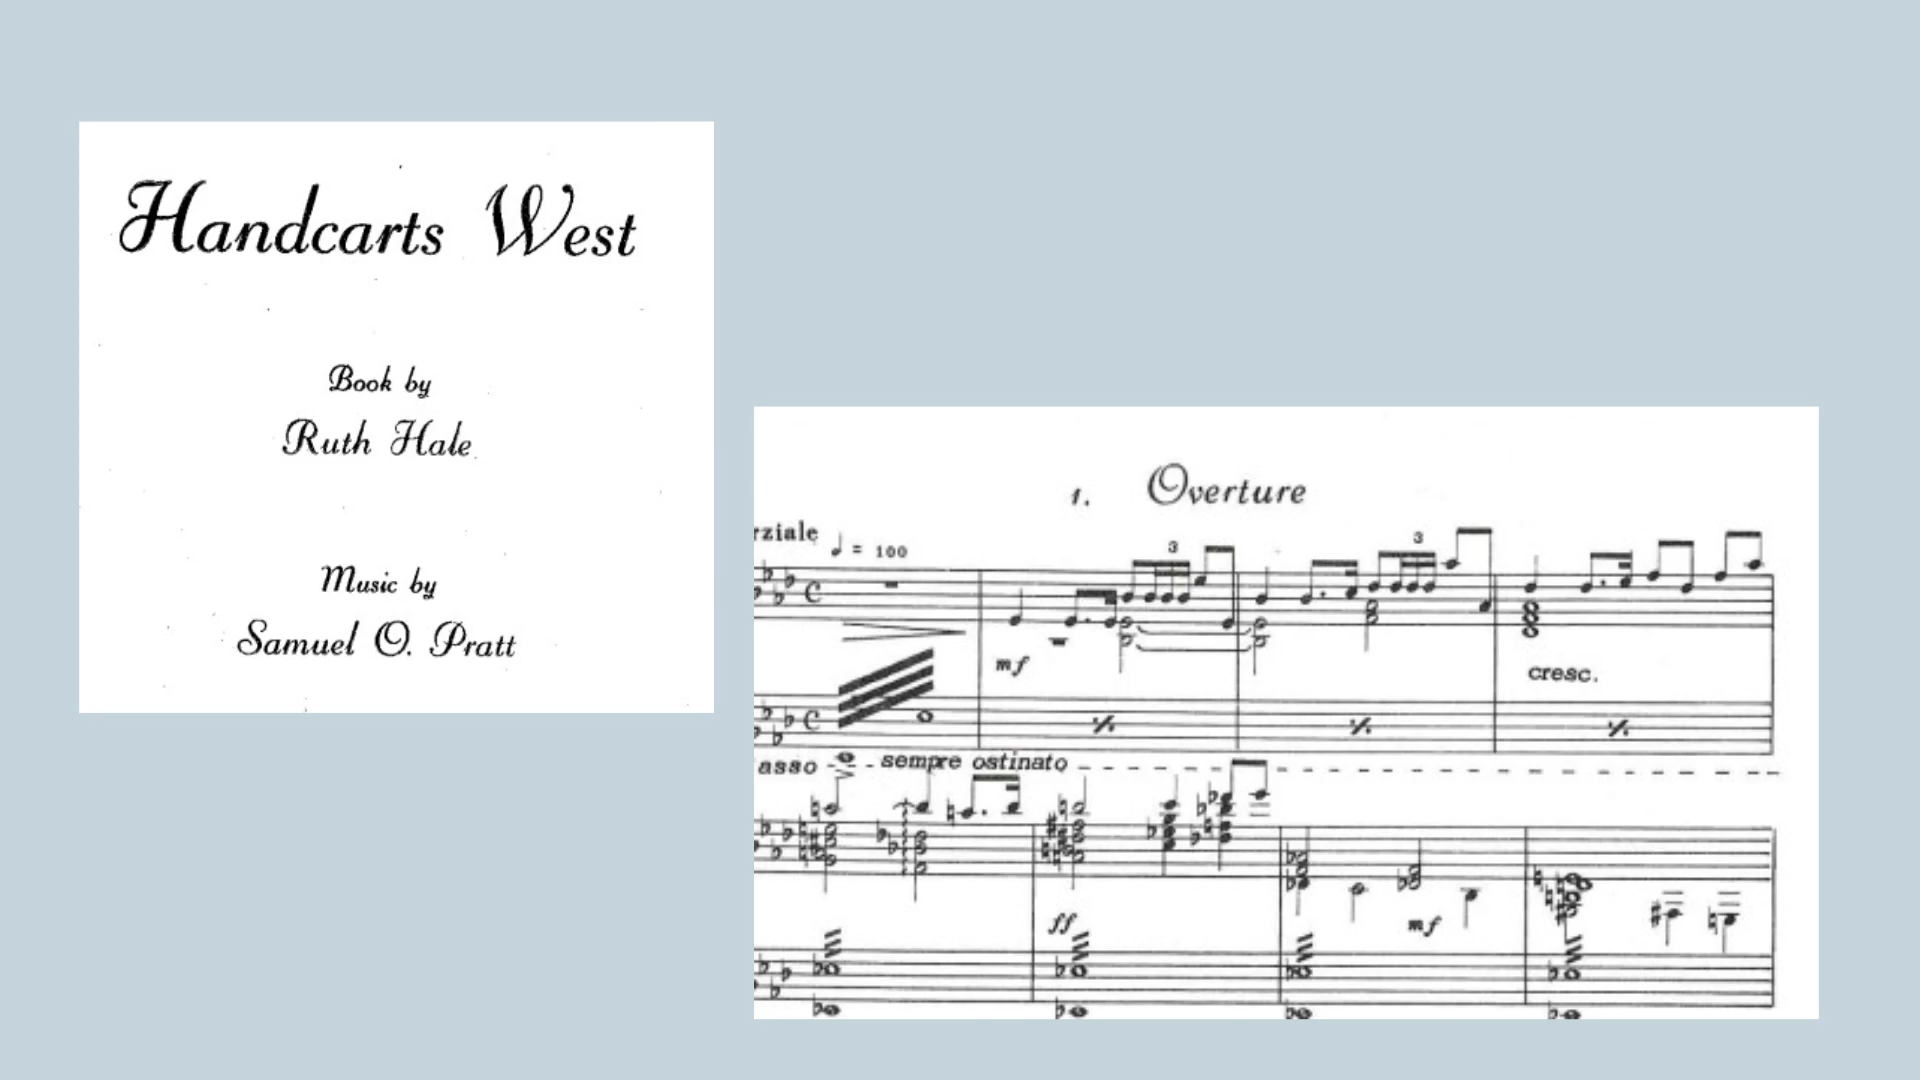 Handcarts West
Book by
Ruth Hale
Music by
Samuel O. Pratt
1. Overture
rziale ♩ = 100
3
3
mf
cresc.
asso - - - sempre ostinato
ff
mf